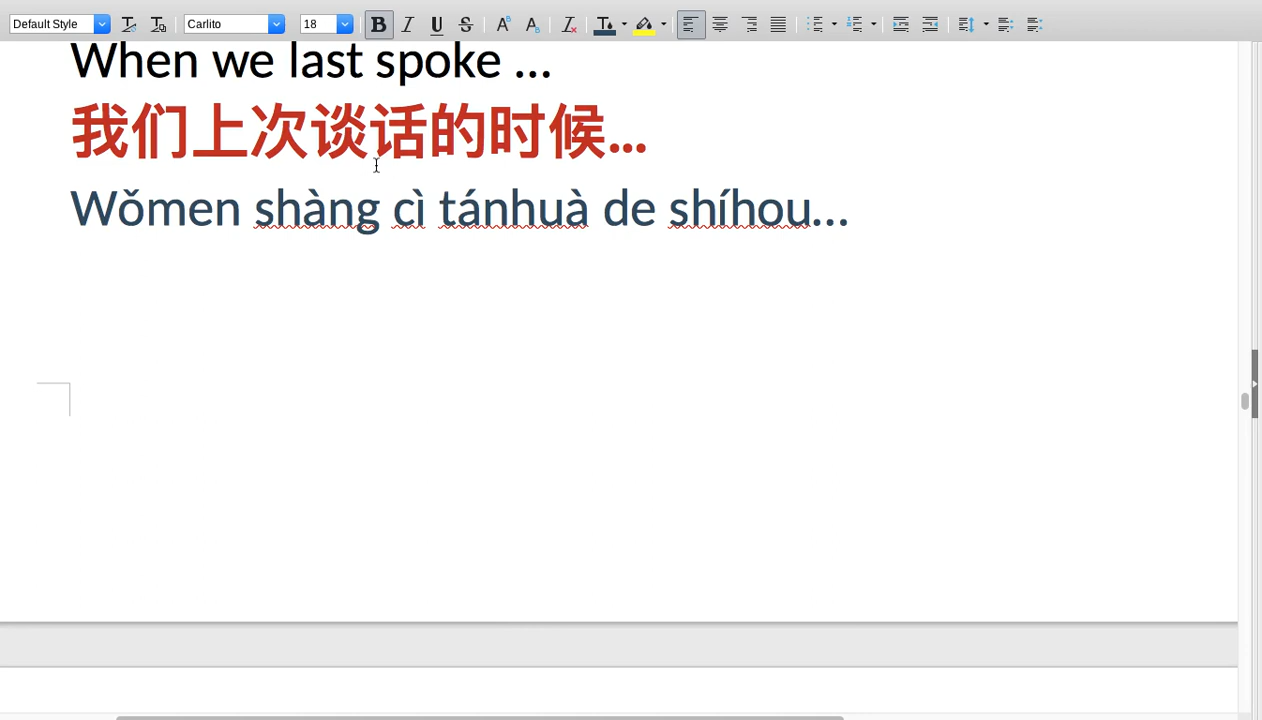 Default Style Carlito 18
When we last spoke ...
我们上次谈话的时候...
Wǒmen shàng cì tánhuà de shíhou...